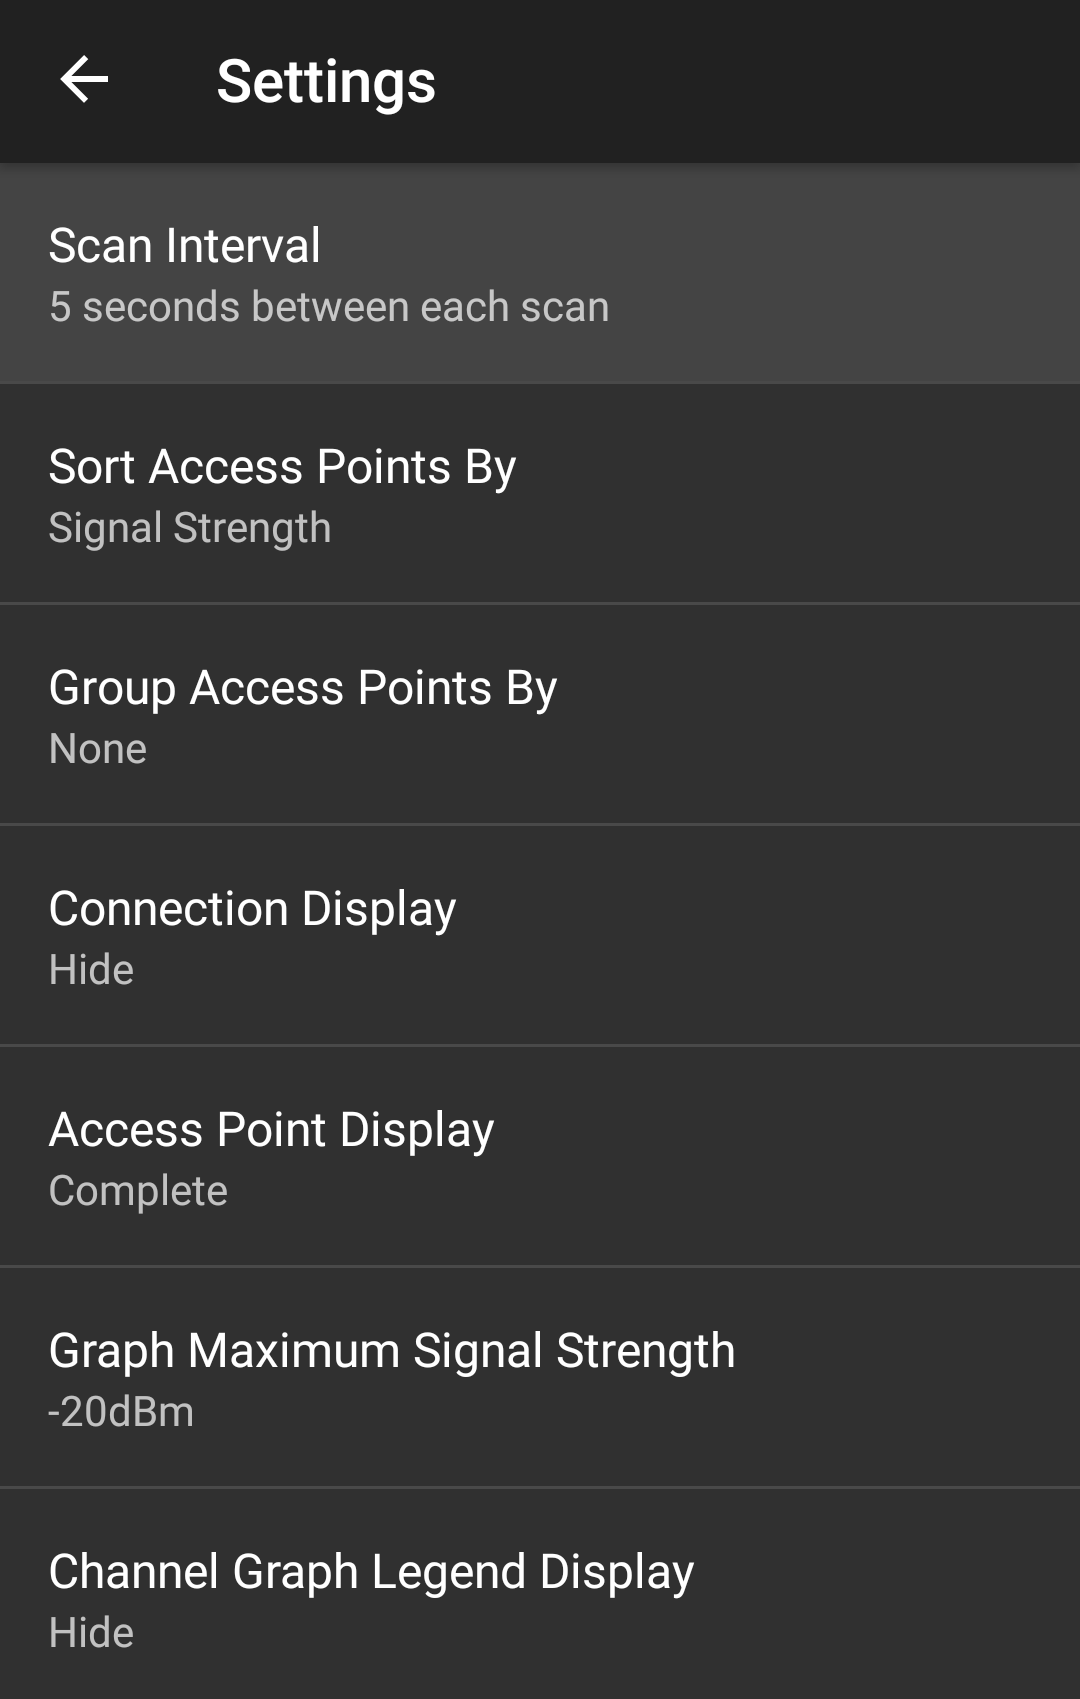 Settings
Scan Interval
5 seconds between each scan
Sort Access Points By
Signal Strength
Group Access Points By
None
Connection Display
Hide
Access Point Display
Complete
Graph Maximum Signal Strength
-20dBm
Channel Graph Legend Display
Hide